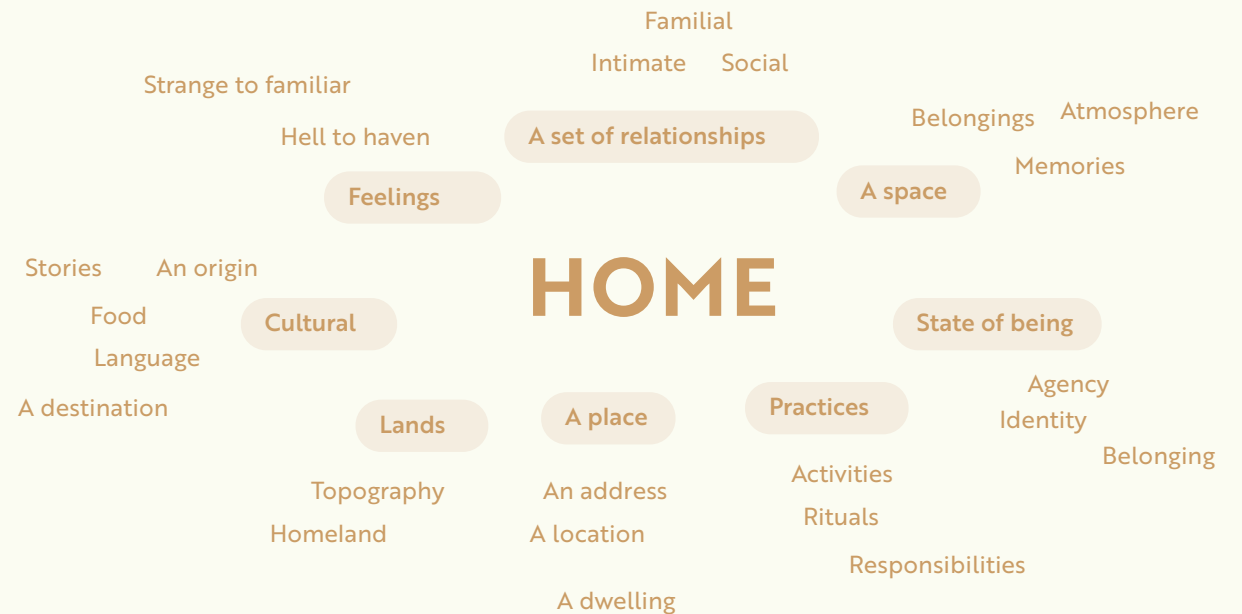 Familial
Intimate Social
Strange to familiar
Belongings Atmosphere
Hell to haven
A set of relationships
Memories
Feelings
A space
Stories An origin
HOME
Food
Cultural
State of being
Language
Agency
A destination
Lands
A place
Practices
Identity
Belonging
Topography
An address
Activities
Homeland
A location
Rituals
Responsibilities
A dwelling